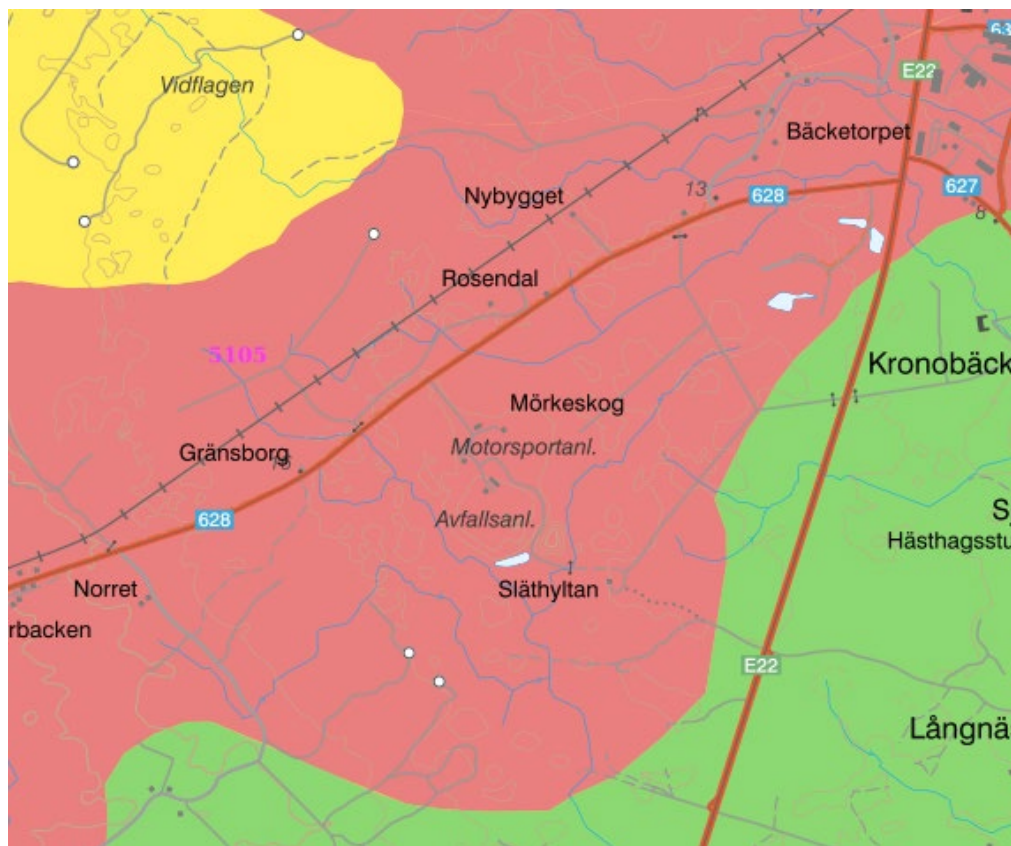 63
E22
Vidflagen
Bäcketorpet
13
628
627
Nybygget
8
Rosendal
5105
Kronobäck
Mörkeskog
Motorsportanl.
Gränsborg
628
Avfallsanl.
Sj
Hästhagsstu
Släthyltan
Norret
rbacken
E22
Långnä